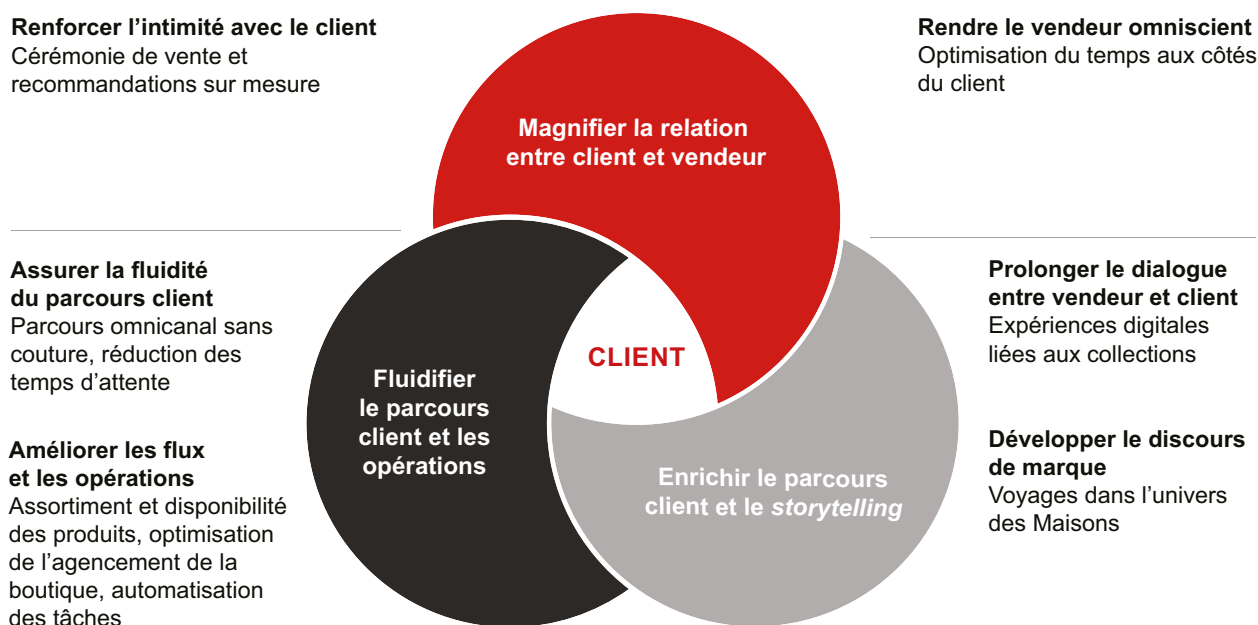 Renforcer l’intimité avec le client
Cérémonie de vente et
recommandations sur mesure
Rendre le vendeur omniscient
Optimisation du temps aux côtés
du client
Magnifier la relation
entre client et vendeur
Assurer la fluidité
du parcours client
Parcours omnicanal sans
couture, réduction des
temps d’attente
Améliorer les flux
et les opérations
Assortiment et disponibilité
des produits, optimisation
de l’agencement de la
boutique, automatisation
des tâches
Fluidifier
le parcours
client et les
opérations
CLIENT
Enrichir le parcours
client et le storytelling
Prolonger le dialogue
entre vendeur et client
Expériences digitales
liées aux collections
Développer le discours
de marque
Voyages dans l’univers
des Maisons